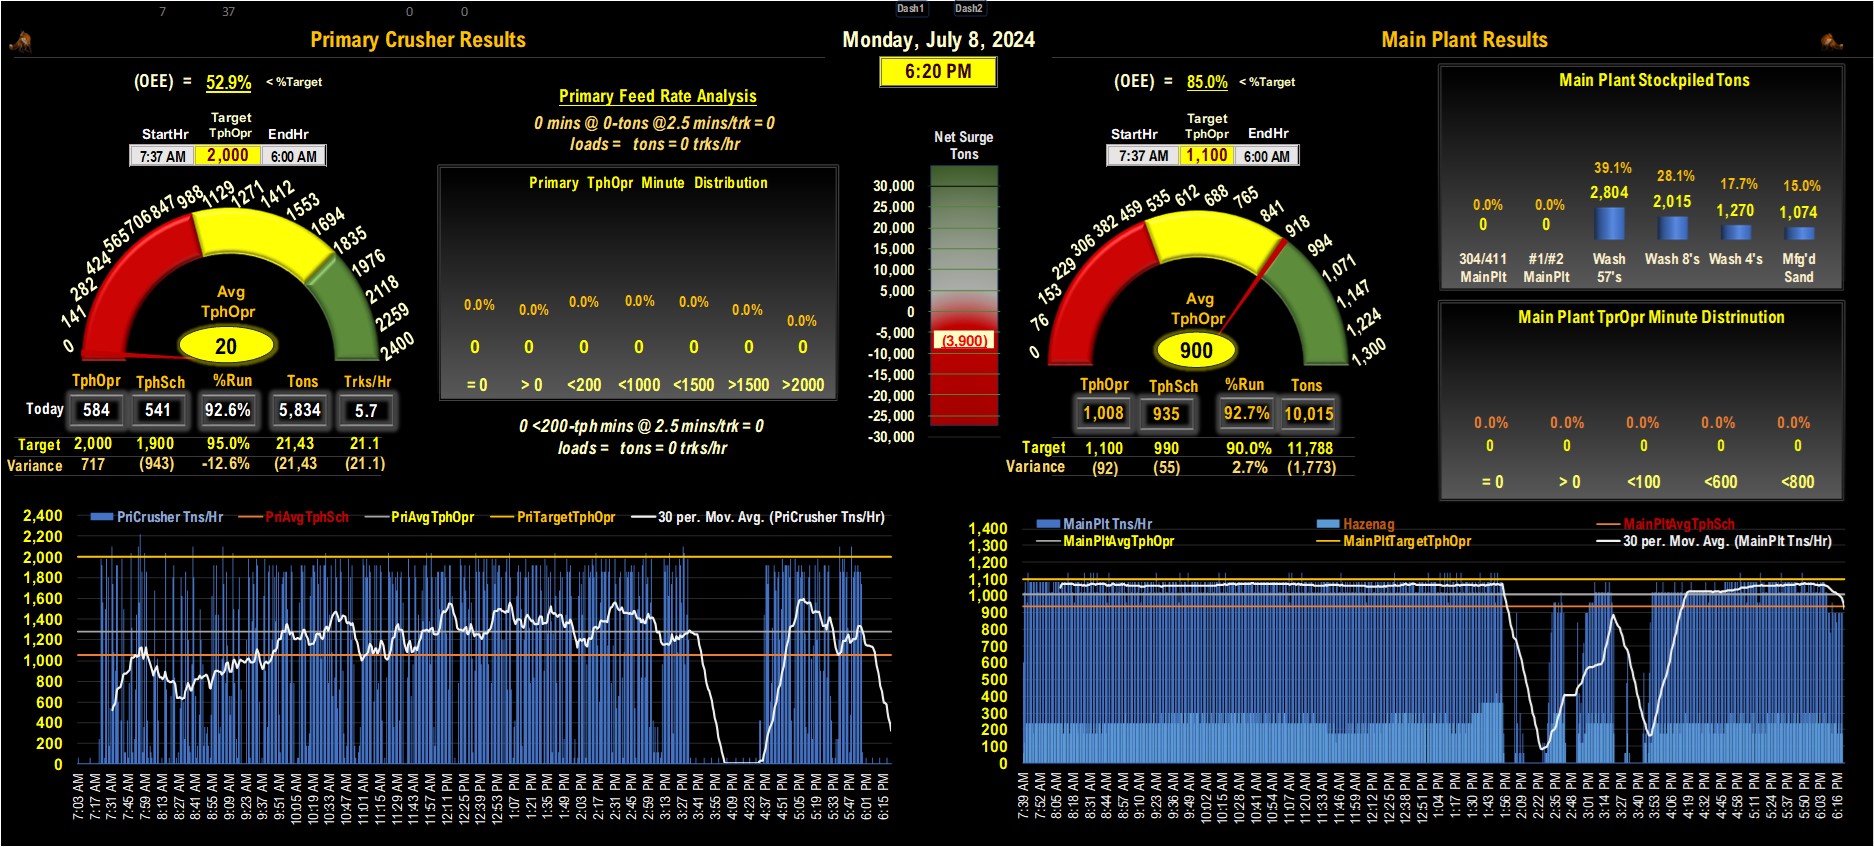 7 37 0 0 Dash1 Dash2
Primary Crusher Results
Monday, July 8, 2024
Main Plant Results
6:20 PM
(OEE) = 52.9% < %Target
Target
StartHr TphOpr EndHr
7:37 AM 2,000 6:00 AM
Primary Feed Rate Analysis
0 mins @ 0-tons @2.5 mins/trk = 0
loads = tons = 0 trks/hr
0 141 282 424 565 706 847 988 1129 1271 1412 1553 1694 1835 1976 2118 2259 2400
Avg
TphOpr
20
TphOpr TphSch %Run Tons Trks/Hr
Today 584 541 92.6% 5,834 5.7
Target 2,000 1,900 95.0% 21,43 21.1
Variance 717 (943) -12.6% (21,43 (21.1)
Primary TphOpr Minute Distribution
0.0% 0.0% 0.0% 0.0% 0.0% 0.0% 0.0%
0 0 0 0 0 0 0
= 0 > 0 <200 <1000 <1500 >1500 >2000
0 <200-tph mins @ 2.5 mins/trk = 0
loads = tons = 0 trks/hr
Net Surge
Tons
30,000
25,000
20,000
15,000
10,000
5,000
0
-5,000
(3,900)
-10,000
-15,000
-20,000
-25,000
-30,000
(OEE) = 85.0% < %Target
Target
StartHr TphOpr EndHr
7:37 AM 1,100 6:00 AM
0 76 153 229 306 382 459 535 612 688 765 841 918 994 1,071 1,147 1,224 1,300
Avg
TphOpr
900
TphOpr TphSch %Run Tons
1,008 935 92.7% 10,015
Target 1,100 990 90.0% 11,788
Variance (92) (55) 2.7% (1,773)
Main Plant Stockpiled Tons
0.0% 0.0% 39.1% 28.1% 17.7% 15.0%
0 0 2,804 2,015 1,270 1,074
304/411 #1/#2 Wash Wash 8's Wash 4's Mfg'd
MainPlt MainPlt 57's Sand
Main Plant TprOpr Minute Distrinution
0.0% 0.0% 0.0% 0.0% 0.0%
0 0 0 0 0
= 0 > 0 <100 <600 <800
PriCrusher Tns/Hr PriAvgTphSch PriAvgTphOpr PriTargetTphOpr 30 per. Mov. Avg. (PriCrusher Tns/Hr)
2,400
2,200
2,000
1,800
1,600
1,400
1,200
1,000
800
600
400
200
0
7:03 AM 7:17 AM 7:31 AM 7:45 AM 7:59 AM 8:13 AM 8:27 AM 8:41 AM 8:55 AM 9:09 AM 9:23 AM 9:37 AM 9:51 AM 10:05 AM 10:19 AM 10:33 AM 10:47 AM 11:01 AM 11:15 AM 11:29 AM 11:43 AM 11:57 AM 12:11 PM 12:25 PM 12:39 PM 12:53 PM 1:07 PM 1:21 PM 1:35 PM 1:49 PM 2:03 PM 2:17 PM 2:31 PM 2:45 PM 2:59 PM 3:13 PM 3:27 PM 3:41 PM 3:55 PM 4:09 PM 4:23 PM 4:37 PM 4:51 PM 5:05 PM 5:19 PM 5:33 PM 5:47 PM 6:01 PM 6:15 PM
MainPlt Tns/Hr Hazenag MainPltAvgTphSch
MainPltAvgTphOpr MainPltTargetTphOpr 30 per. Mov. Avg. (MainPlt Tns/Hr)
1,400
1,300
1,200
1,100
1,000
900
800
700
600
500
400
300
200
100
0
7:39 AM 7:52 AM 8:05 AM 8:18 AM 8:31 AM 8:44 AM 8:57 AM 9:10 AM 9:23 AM 9:36 AM 9:49 AM 10:02 AM 10:15 AM 10:28 AM 10:41 AM 10:54 AM 11:07 AM 11:20 AM 11:33 AM 11:46 AM 11:59 AM 12:12 PM 12:25 PM 12:38 PM 12:51 PM 1:04 PM 1:17 PM 1:30 PM 1:43 PM 1:56 PM 2:09 PM 2:22 PM 2:35 PM 2:48 PM 3:01 PM 3:14 PM 3:27 PM 3:40 PM 3:53 PM 4:06 PM 4:19 PM 4:32 PM 4:45 PM 4:58 PM 5:11 PM 5:24 PM 5:37 PM 5:50 PM 6:03 PM 6:16 PM